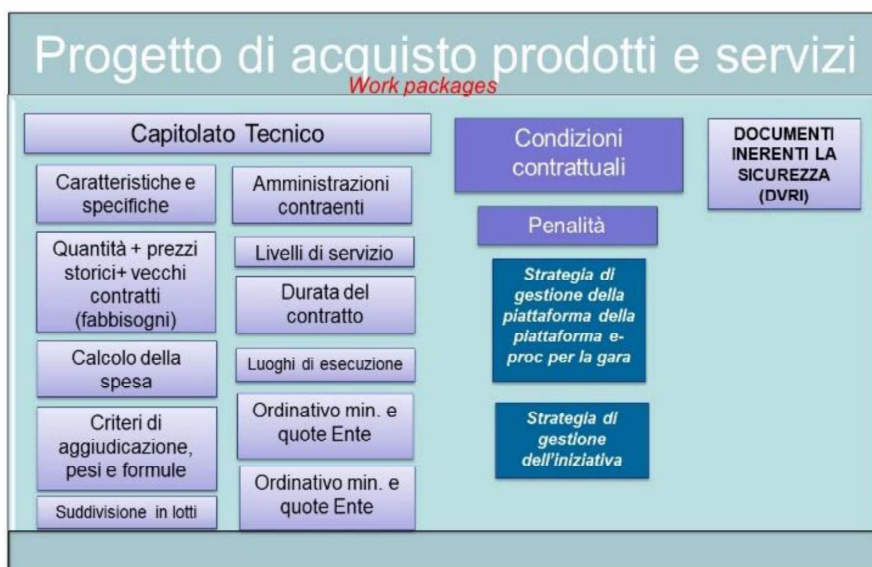 Progetto di acquisto prodotti e servizi
Work packages
Capitolato Tecnico
Caratteristiche e
specifiche
Quantità + prezzi
storici+ vecchi
contratti
(fabbisogni)
Calcolo della
spesa
Criteri di
aggiudicazione,
pesi e formule
Suddivisione in lotti
Amministrazioni
contraenti
Livelli di servizio
Durata del
contratto
Luoghi di esecuzione
Ordinativo min. e
quote Ente
Ordinativo min. e
quote Ente
Condizioni
contrattuali
Penalità
Strategia di
gestione della
piattaforma della
piattaforma e-
proc per la gara
Strategia di
gestione
dell'iniziativa
DOCUMENTI
INERENTI LA
SICUREZZA
(DVRI)